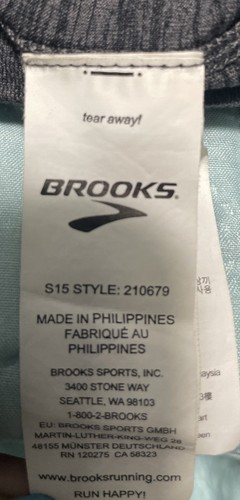 tear away!
BROOKS
S15 STYLE: 210679
MADE IN PHILIPPINES
FABRIQUÉ AU
PHILIPPINES
BROOKS SPORTS, INC.
3400 STONE WAY
SEATTLE, WA 98103
1-800-2-BROOKS
EU: BROOKS SPORTS GMBH
MARTIN-LUTHER-KING-WEG 28
48155 MÜNSTER DEUTSCHLAND
RN 120275 CA 58323
www.brooksrunning.com
RUN HAPPY!